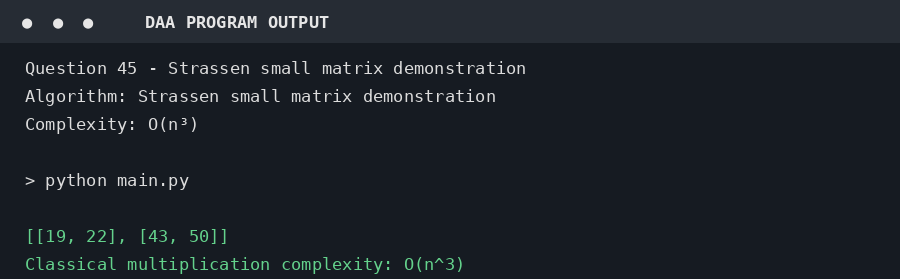 DAA PROGRAM OUTPUT
Question 45 - Strassen small matrix demonstration
Algorithm: Strassen small matrix demonstration
Complexity: O(n³)
> python main.py
[[19, 22], [43, 50]]
Classical multiplication complexity: O(n^3)